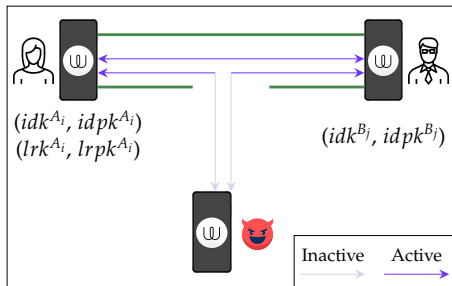 (idk^{A_i}, idpk^{A_i})
(lrk^{A_i}, lrpk^{A_i})
(idk^{B_j}, idpk^{B_j})
Inactive Active